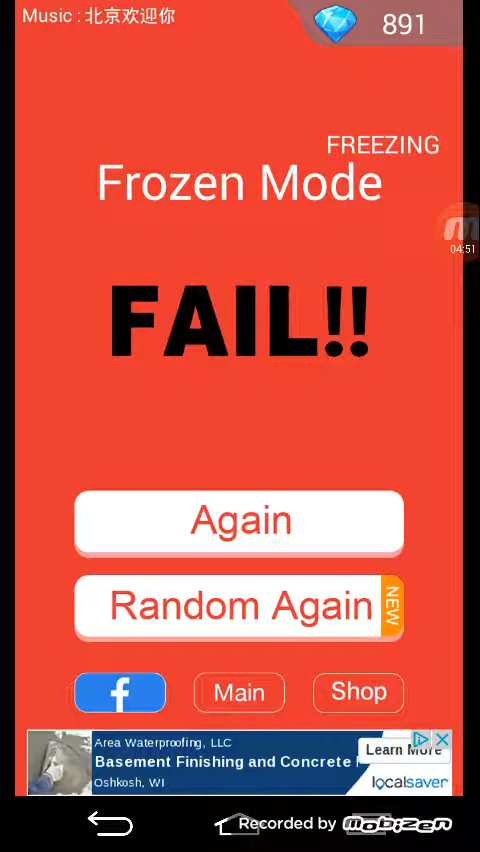 Music : 北京欢迎你
891
FREEZING
Frozen Mode
04:51
FAIL!!
Again
Random Again
NEW
f
Main
Shop
Area Waterproofing, LLC
Basement Finishing and Concrete
Learn More
Oshkosh, WI
localsaver
Recorded by mobizen